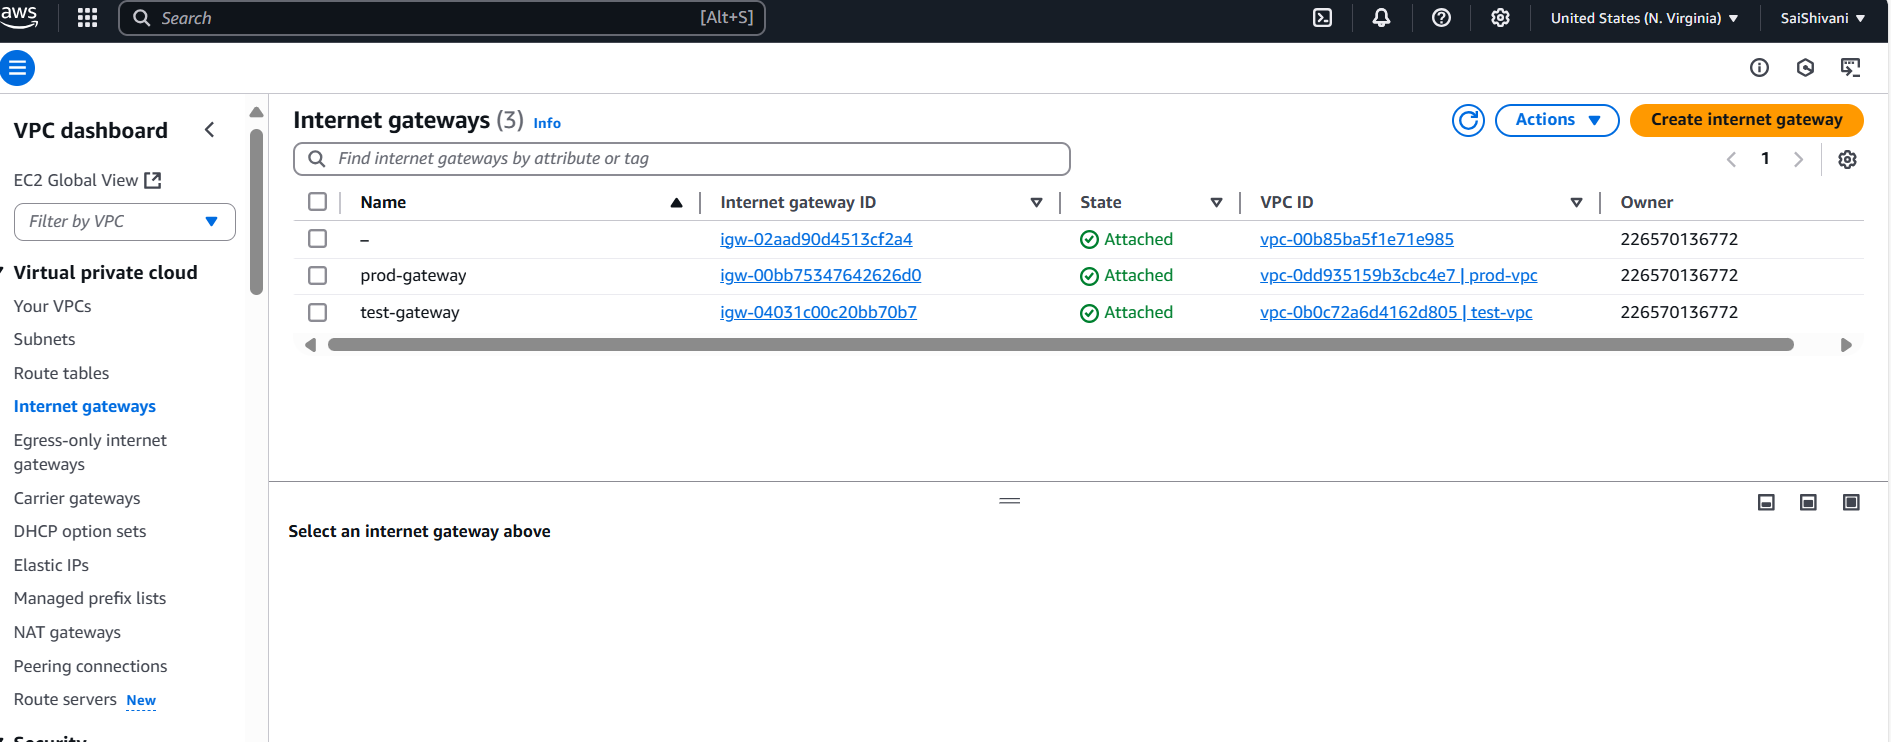 aws
Search [Alt+S] United States (N. Virginia) SaiShivani
VPC dashboard
EC2 Global View
Filter by VPC
Virtual private cloud
Your VPCs
Subnets
Route tables
Internet gateways
Egress-only internet
gateways
Carrier gateways
DHCP option sets
Elastic IPs
Managed prefix lists
NAT gateways
Peering connections
Route servers New
Security
Internet gateways (3) Info
Actions Create internet gateway
Find internet gateways by attribute or tag
1
Name Internet gateway ID State VPC ID Owner
– igw-02aad90d4513cf2a4 Attached vpc-00b85ba5f1e71e985 226570136772
prod-gateway igw-00bb75347642626d0 Attached vpc-0dd935159b3cbc4e7 | prod-vpc 226570136772
test-gateway igw-04031c00c20bb70b7 Attached vpc-0b0c72a6d4162d805 | test-vpc 226570136772
Select an internet gateway above